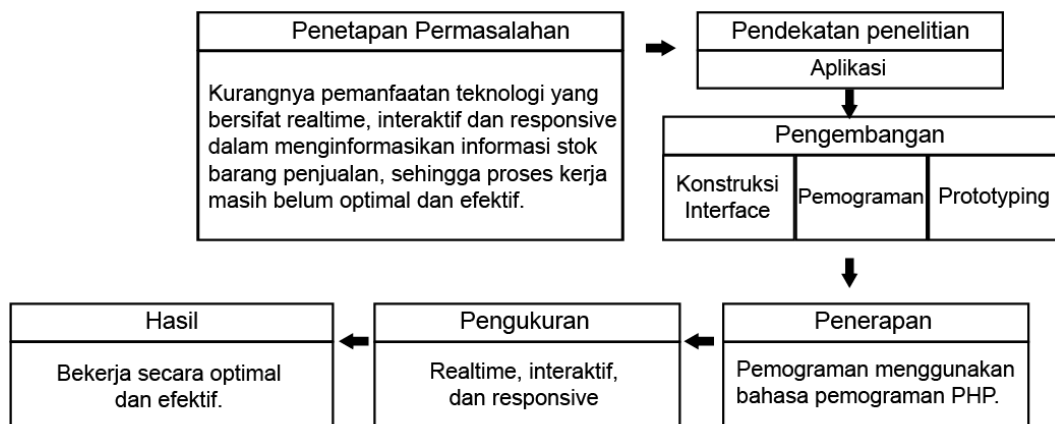 Penetapan Permasalahan
Kurangnya pemanfaatan teknologi yang
bersifat realtime, interaktif dan responsive
dalam menginformasikan informasi stok
barang penjualan, sehingga proses kerja
masih belum optimal dan efektif.
Pendekatan penelitian
Aplikasi
Pengembangan
Konstruksi
Interface
Pemograman
Prototyping
Penerapan
Pemograman menggunakan
bahasa pemograman PHP.
Pengukuran
Realtime, interaktif,
dan responsive
Hasil
Bekerja secara optimal
dan efektif.